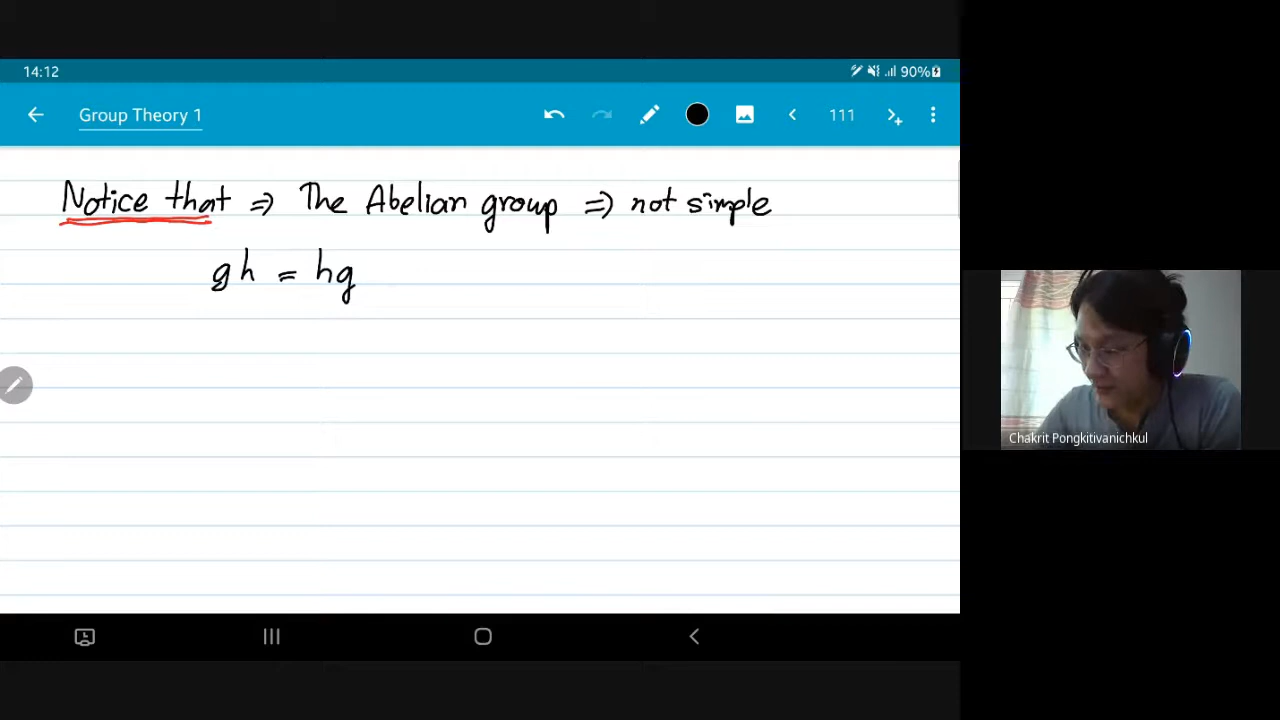 14:12
90%
Group Theory 1
111
Notice that ⇒ The Abelian group ⇒ not simple
gh = hg
Chakrit Pongkitivanichkul